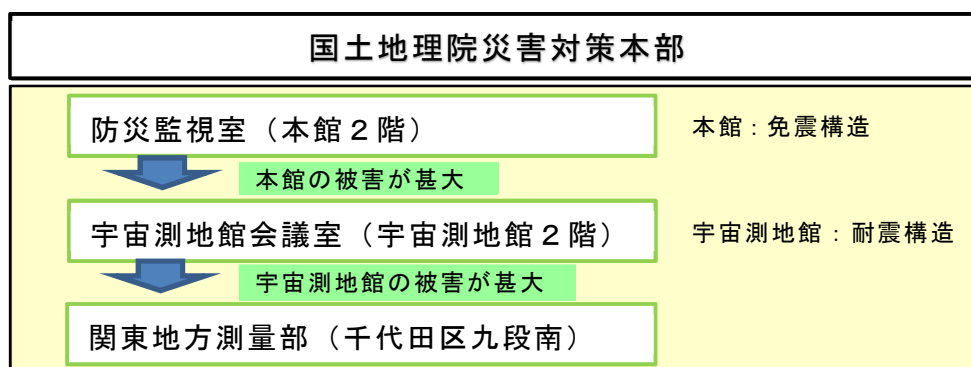 国土地理院災害対策本部
防災監視室（本館２階）
本館：免震構造
本館の被害が甚大
宇宙測地館会議室（宇宙測地館２階）
宇宙測地館：耐震構造
宇宙測地館の被害が甚大
関東地方測量部（千代田区九段南）